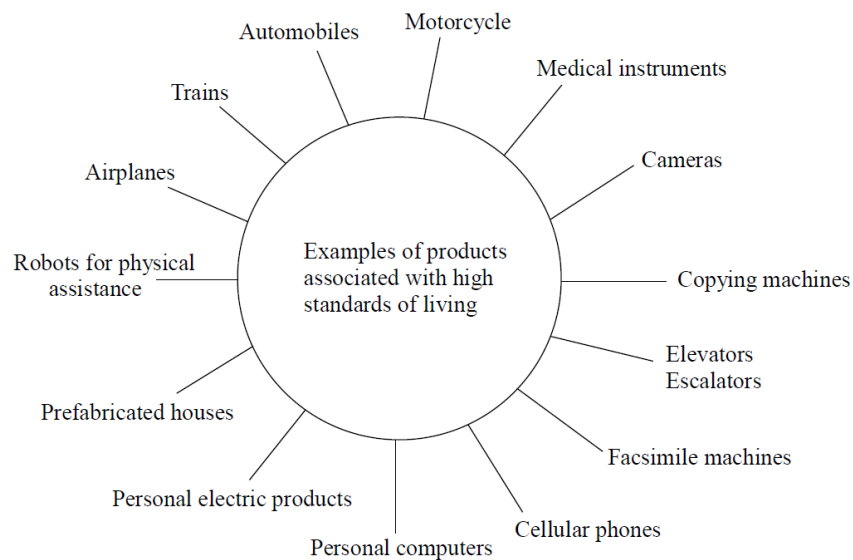 Automobiles
Motorcycle
Medical instruments
Trains
Cameras
Airplanes
Examples of products
associated with high
standards of living
Robots for physical
assistance
Copying machines
Elevators
Escalators
Prefabricated houses
Facsimile machines
Personal electric products
Cellular phones
Personal computers